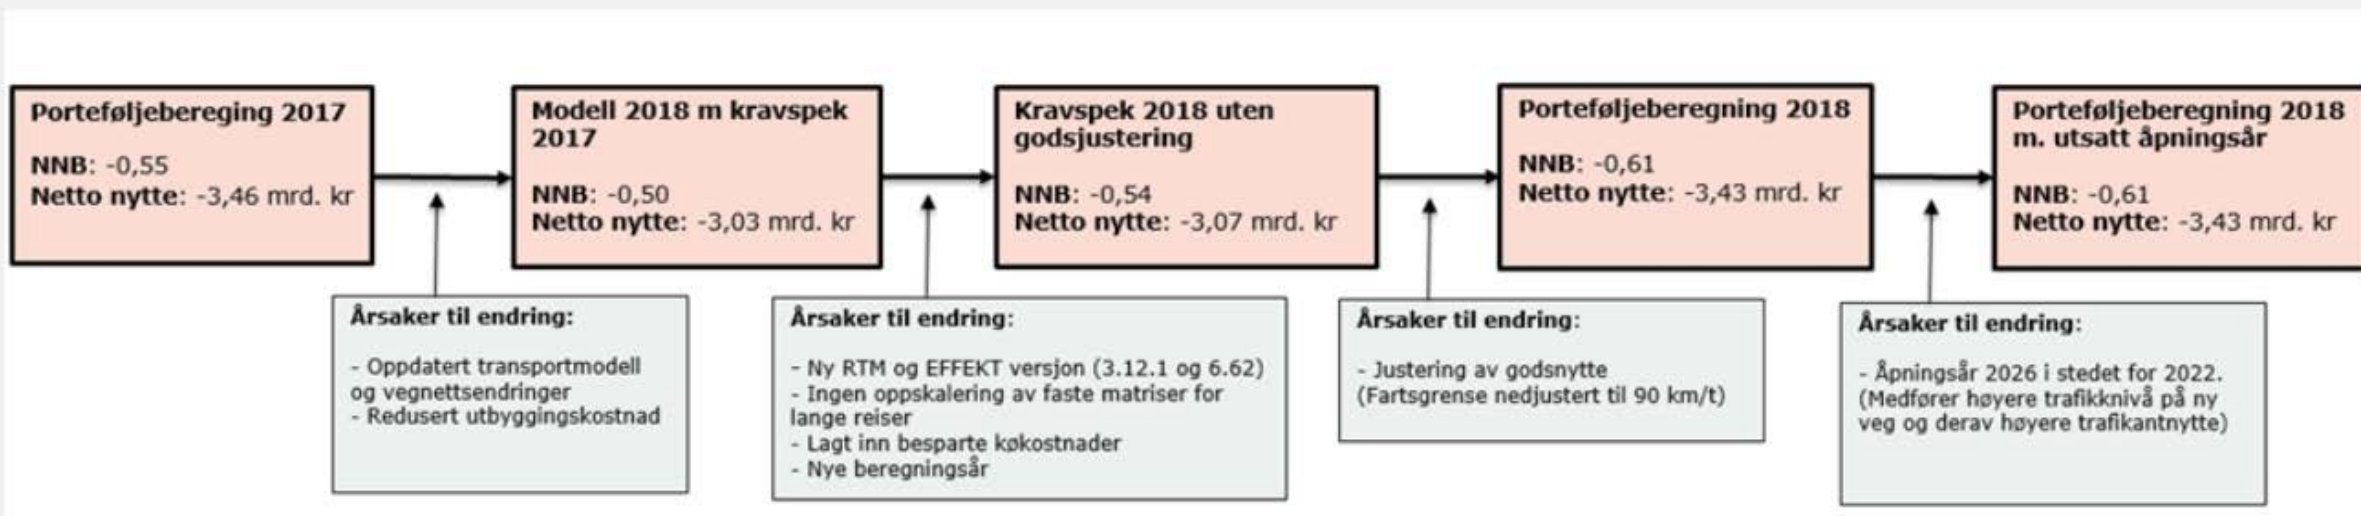 Porteføljebereging 2017
NNB: -0,55
Netto nytte: -3,46 mrd. kr
Modell 2018 m kravspek
2017
NNB: -0,50
Netto nytte: -3,03 mrd. kr
Kravspek 2018 uten
godsjustering
NNB: -0,54
Netto nytte: -3,07 mrd. kr
Porteføljeberegning 2018
NNB: -0,61
Netto nytte: -3,43 mrd. kr
Porteføljeberegning 2018
m. utsatt åpningsår
NNB: -0,61
Netto nytte: -3,43 mrd. kr
Årsaker til endring:
- Oppdatert transportmodell
og vegnettsendringer
- Redusert utbyggingskostnad
Årsaker til endring:
- Ny RTM og EFFEKT versjon (3.12.1 og 6.62)
- Ingen oppskalering av faste matriser for
lange reiser
- Lagt inn besparte køkostnader
- Nye beregningsår
Årsaker til endring:
- Justering av godsnytte
(Fartsgrense nedjustert til 90 km/t)
Årsaker til endring:
- Åpningsår 2026 i stedet for 2022.
(Medfører høyere trafikknivå på ny
veg og derav høyere trafikantnytte)